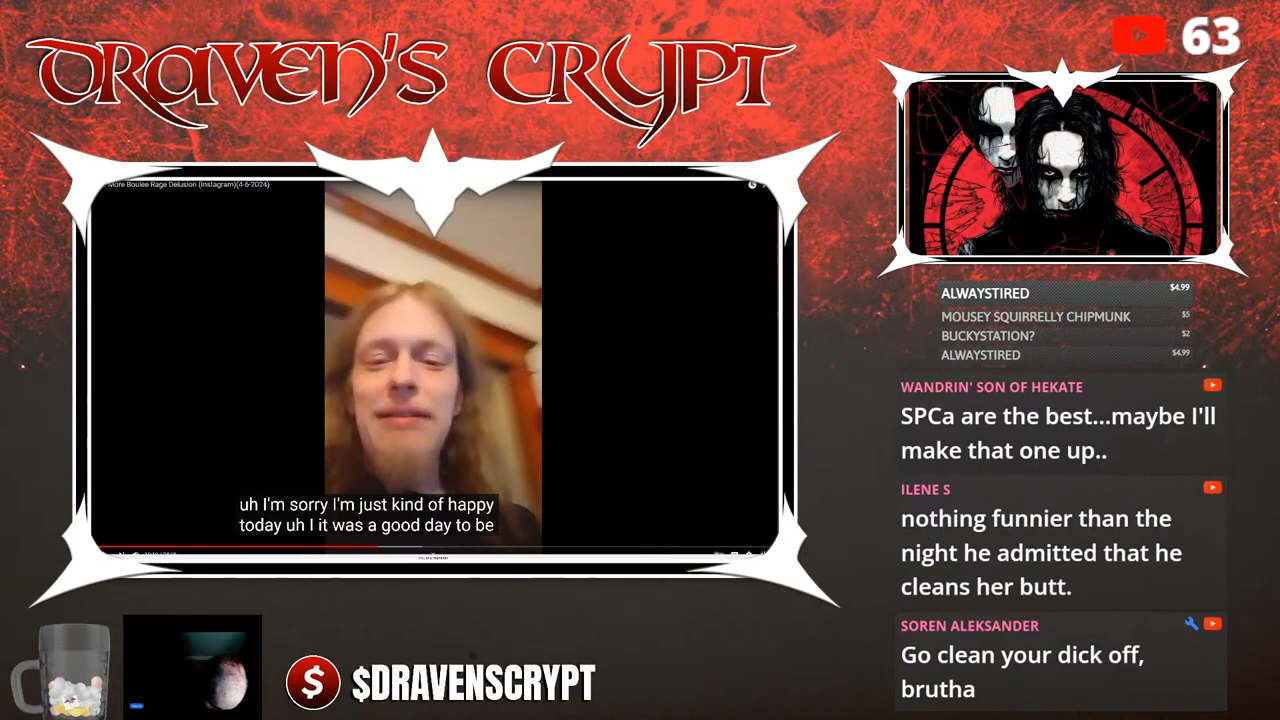 DRAVEN'S CRYPT
63
More Boulee Rage Delusion (Instagram)(4-6-2024)
uh I'm sorry I'm just kind of happy
today uh I it was a good day to be
ALWAYSTIRED $4.99
MOUSEY SQUIRRELLY CHIPMUNK $5
BUCKYSTATION? $2
ALWAYSTIRED $4.99
WANDRIN' SON OF HEKATE
SPCa are the best...maybe I'll
make that one up..
ILENE S
nothing funnier than the
night he admitted that he
cleans her butt.
SOREN ALEKSANDER
Go clean your dick off,
brutha
$ $DRAVENSCRYPT